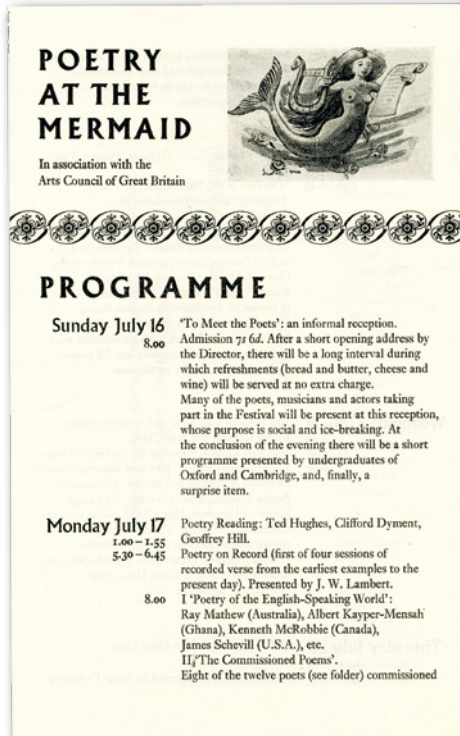 POETRY
AT THE
MERMAID
In association with the
Arts Council of Great Britain
PROGRAMME
Sunday July 16
8.00
'To Meet the Poets': an informal reception.
Admission 7s 6d. After a short opening address by
the Director, there will be a long interval during
which refreshments (bread and butter, cheese and
wine) will be served at no extra charge.
Many of the poets, musicians and actors taking
part in the Festival will be present at this reception,
whose purpose is social and ice-breaking. At
the conclusion of the evening there will be a short
programme presented by undergraduates of
Oxford and Cambridge, and, finally, a
surprise item.
Monday July 17
1.00 – 1.55
Poetry Reading: Ted Hughes, Clifford Dyment,
Geoffrey Hill.
5.30 – 6.45
Poetry on Record (first of four sessions of
recorded verse from the earliest examples to the
present day). Presented by J. W. Lambert.
8.00
I 'Poetry of the English-Speaking World':
Ray Mathew (Australia), Albert Kayper-Mensah
(Ghana), Kenneth McRobbie (Canada),
James Schevill (U.S.A.), etc.
II 'The Commissioned Poems'.
Eight of the twelve poets (see folder) commissioned